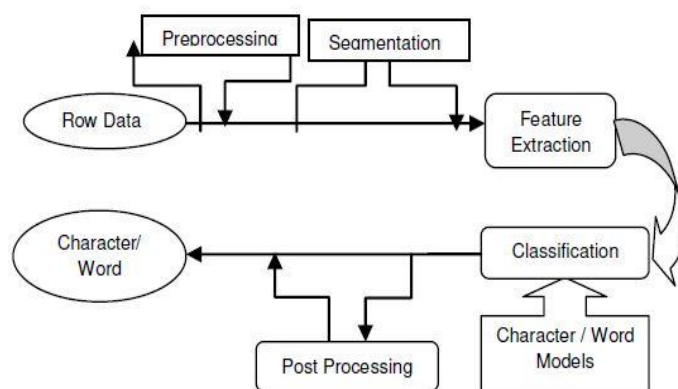 Preprocessing
Segmentation
Row Data
Feature
Extraction
Character/
Word
Classification
Post Processing
Character / Word
Models